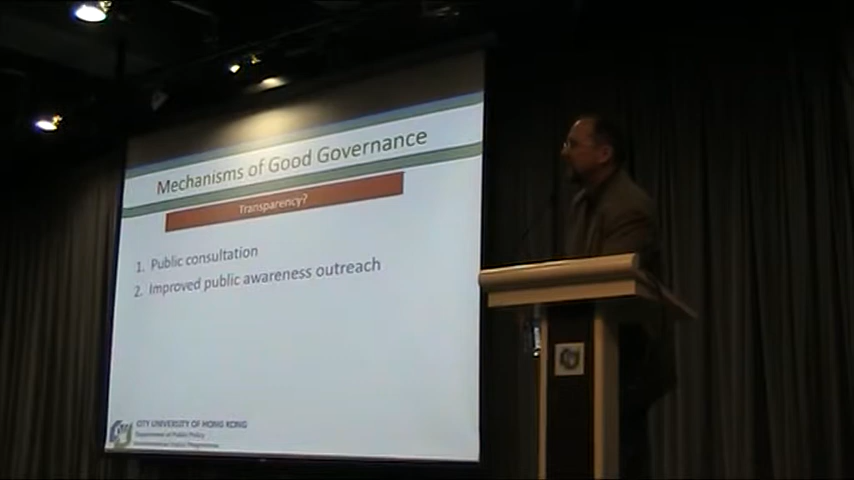 Mechanisms of Good Governance
Transparency?
1. Public consultation
2. Improved public awareness outreach
CITY UNIVERSITY OF HONG KONG
Department of Public Policy